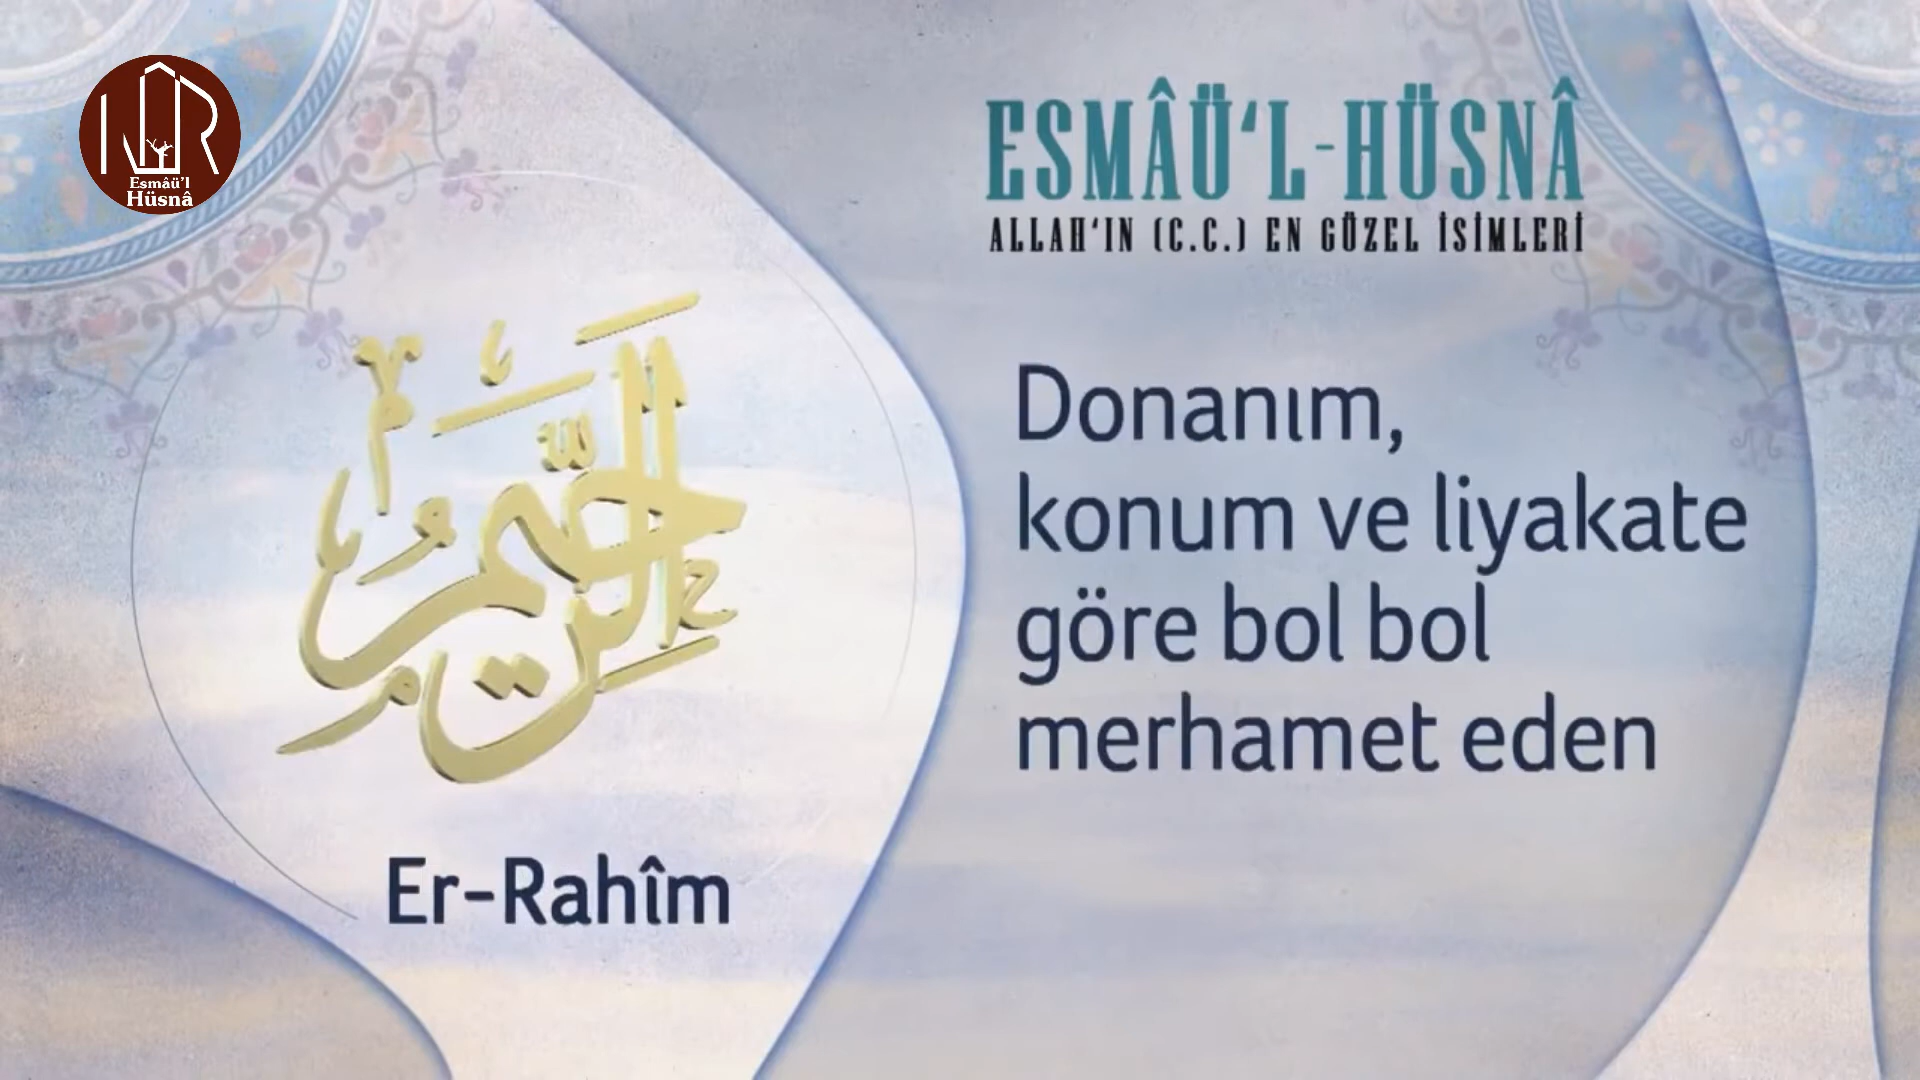 NUR
Esmâü'l
Hüsnâ
ESMÂÜ'L-HÜSNÂ
ALLAH'IN (C.C.) EN GÜZEL İSİMLERİ
الرَّحِيمُ
Er-Rahîm
Donanım,
konum ve liyakate
göre bol bol
merhamet eden